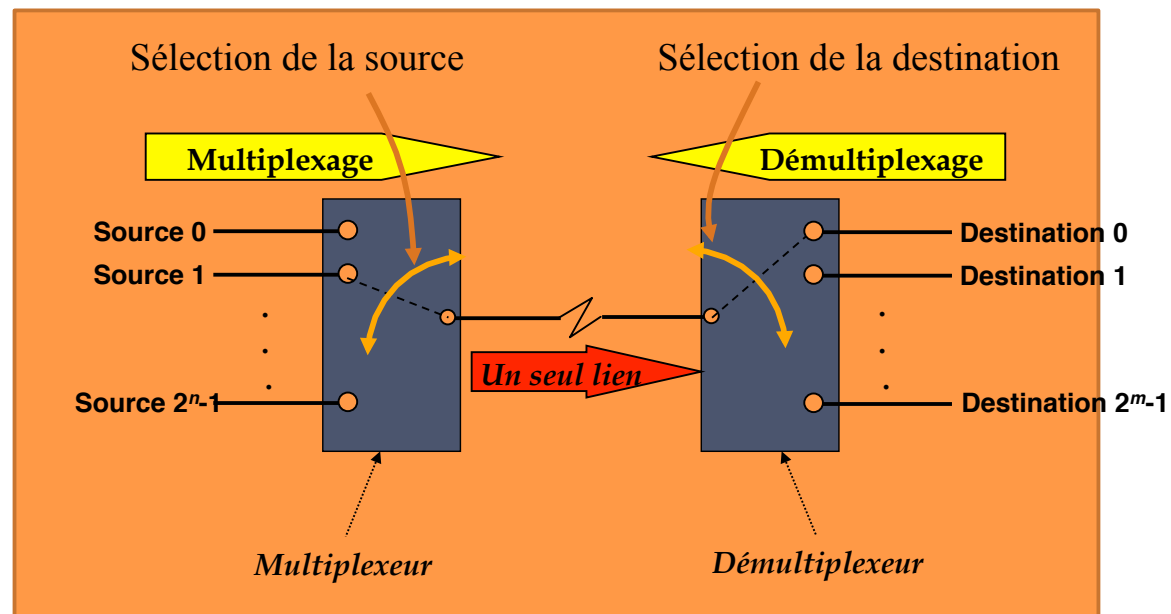 Sélection de la source
Sélection de la destination
Multiplexage
Démultiplexage
Source 0
Destination 0
Source 1
Destination 1
Un seul lien
Source 2ⁿ-1
Destination 2ᵐ-1
Multiplexeur
Démultiplexeur